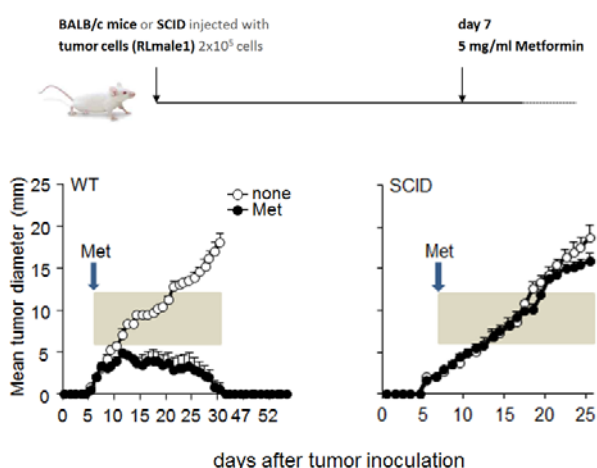 BALB/c mice or SCID injected with
tumor cells (RLmale1) 2x10⁵ cells
day 7
5 mg/ml Metformin
Mean tumor diameter (mm)
25
20
15
10
5
0
WT
none
Met
Met
0 5 10 15 20 25 30 47 52
SCID
Met
0 5 10 15 20 25
days after tumor inoculation